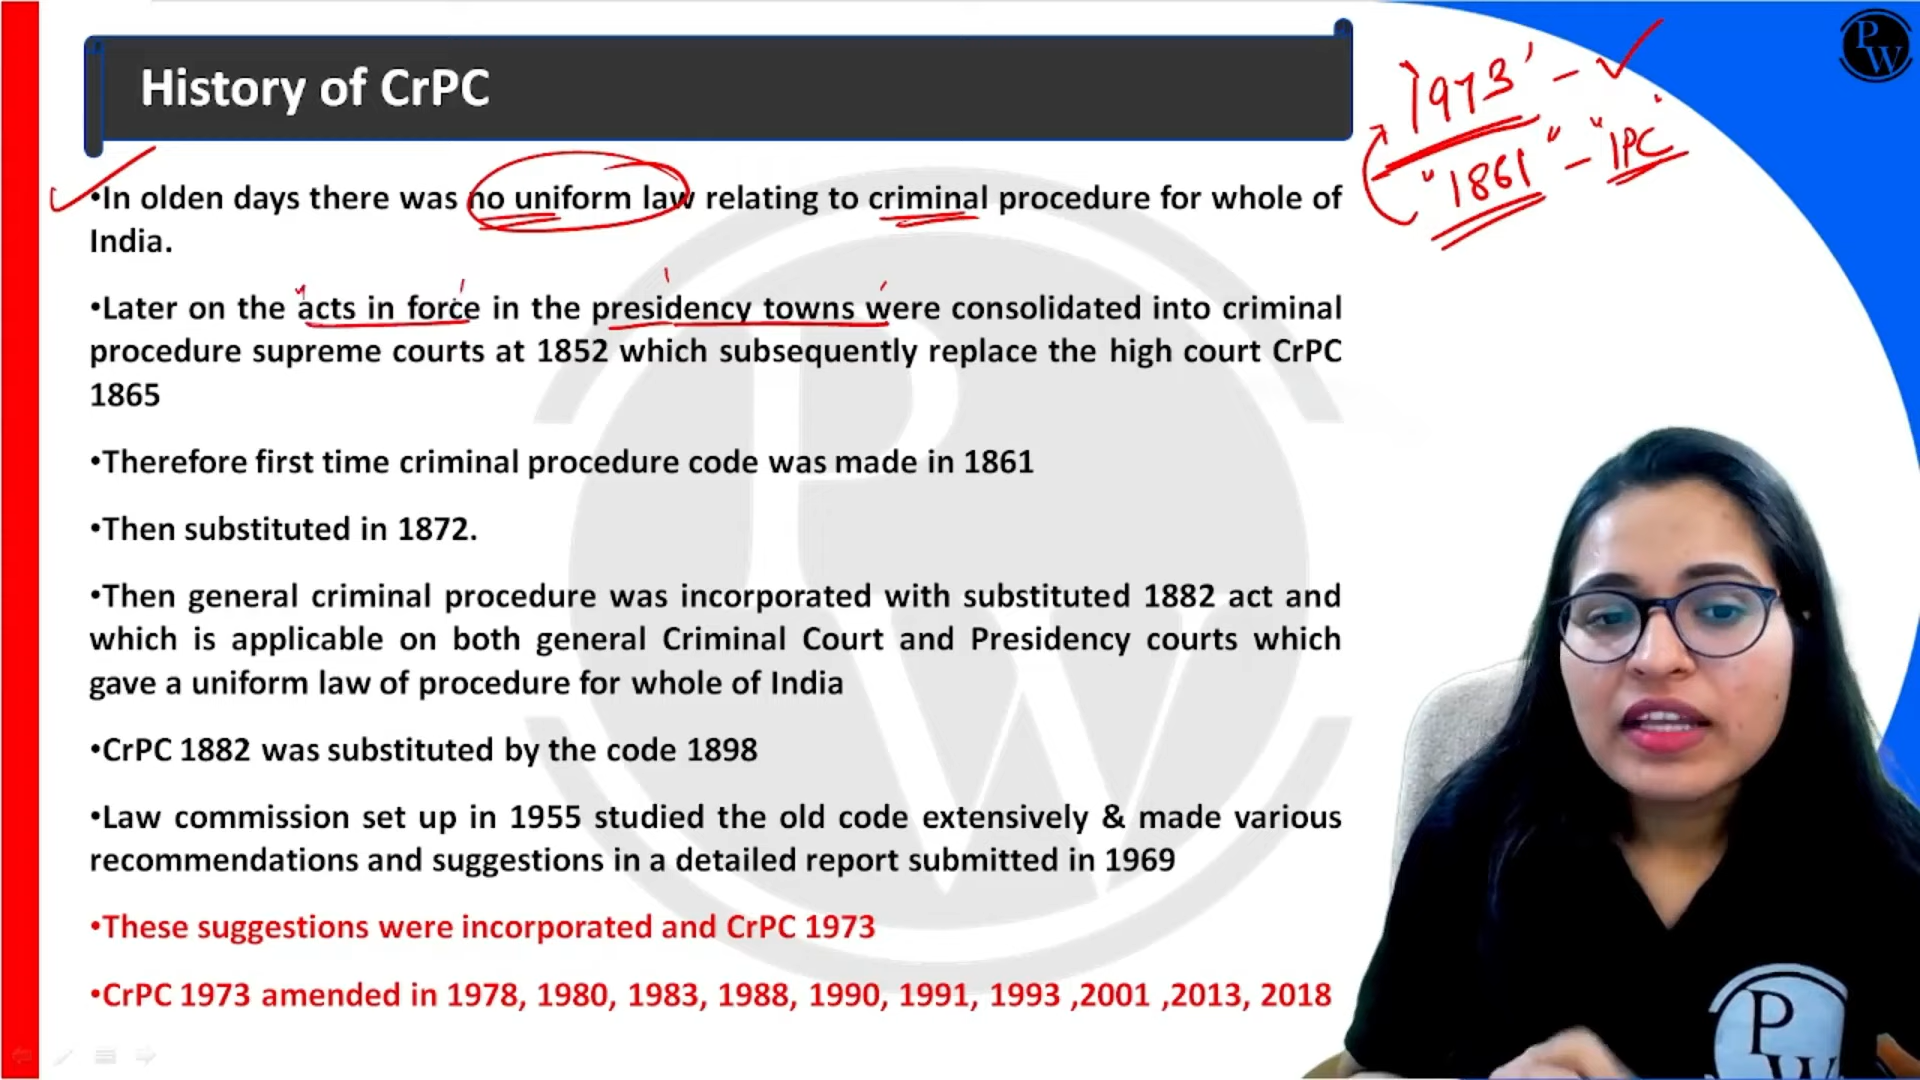 History of CrPC
PW
'1973' - ✓
"1861" - "IPC
•In olden days there was no uniform law relating to criminal procedure for whole of
India.
•Later on the acts in force in the presidency towns were consolidated into criminal
procedure supreme courts at 1852 which subsequently replace the high court CrPC
1865
•Therefore first time criminal procedure code was made in 1861
•Then substituted in 1872.
•Then general criminal procedure was incorporated with substituted 1882 act and
which is applicable on both general Criminal Court and Presidency courts which
gave a uniform law of procedure for whole of India
•CrPC 1882 was substituted by the code 1898
•Law commission set up in 1955 studied the old code extensively & made various
recommendations and suggestions in a detailed report submitted in 1969
•These suggestions were incorporated and CrPC 1973
•CrPC 1973 amended in 1978, 1980, 1983, 1988, 1990, 1991, 1993 ,2001 ,2013, 2018
PW
PW